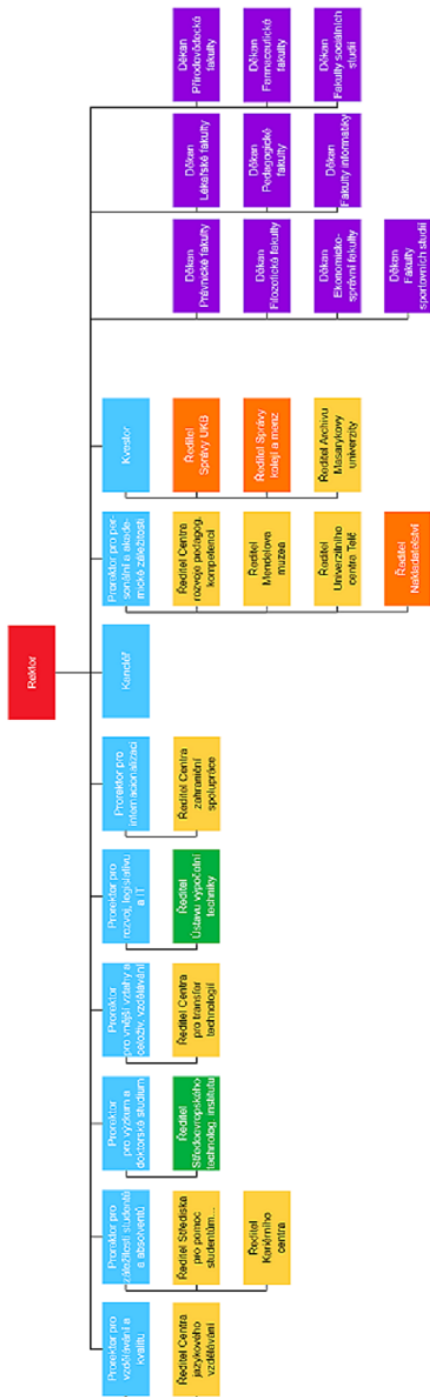 Rektor
Prorektor pro
vzdělávání a
kvalitu
Ředitel Centra
jazykového
vzdělávání
Prorektor pro
záležitosti studentů
a absolventů
Ředitel Střediska
pro pomoc
studentům...
Ředitel
Kariérního
centra
Prorektor
pro výzkum a
doktorské studium
Ředitel
Středoevropského
technolog. institutu
Prorektor
pro vnější vztahy a
celoživ. vzdělávání
Ředitel Centra
pro transfer
technologií
Prorektor pro
rozvoj, legislativu
a IT
Ředitel
Ústavu výpočetní
techniky
Prorektor pro
internacionalizaci
Ředitel Centra
zahraniční
spolupráce
Kancléř
Prorektor pro per-
sonální a akade-
mické záležitosti
Ředitel Centra
rozvoje pedagog.
kompetencí
Ředitel
Mendelova
muzea
Ředitel
Univerzitního
centra Telč
Ředitel
Nakladatelství
Kvestor
Ředitel
Správy UKB
Ředitel Správy
kolejí a menz
Ředitel Archivu
Masarykovy
univerzity
Děkan
Právnické fakulty
Děkan
Filozofické fakulty
Děkan
Ekonomicko-
správní fakulty
Děkan
Fakulty
sportovních studií
Děkan
Lékařské fakulty
Děkan
Pedagogické
fakulty
Děkan
Fakulty informatiky
Děkan
Přírodovědecké
fakulty
Děkan
Farmaceutické
fakulty
Děkan
Fakulty sociálních
studií